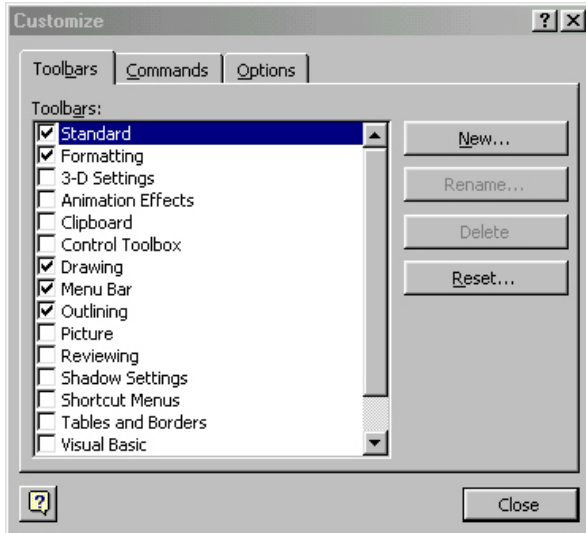 Customize
Toolbars Commands Options
Toolbars:
Standard
Formatting
3-D Settings
Animation Effects
Clipboard
Control Toolbox
Drawing
Menu Bar
Outlining
Picture
Reviewing
Shadow Settings
Shortcut Menus
Tables and Borders
Visual Basic
New...
Rename...
Delete
Reset...
Close